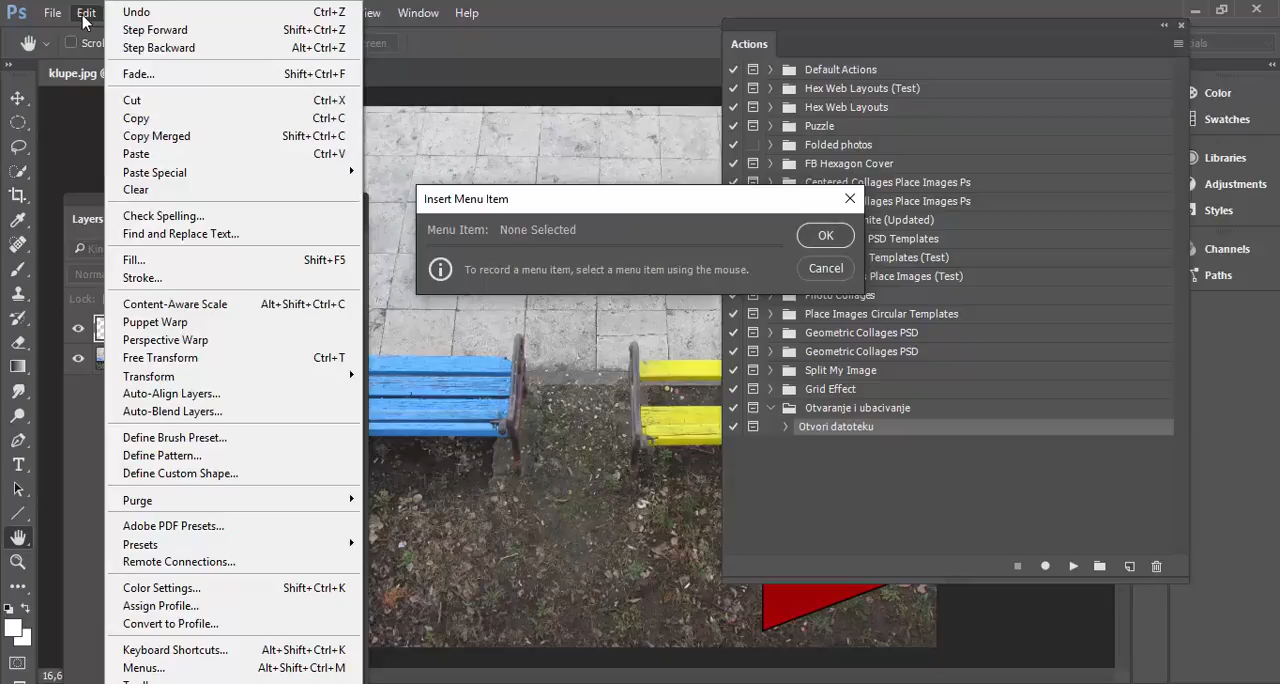 Ps File Edit iew Window Help
Scrol reen ials
klupe.jpg @
Undo Ctrl+Z
Step Forward Shift+Ctrl+Z
Step Backward Alt+Ctrl+Z
Fade... Shift+Ctrl+F
Cut Ctrl+X
Copy Ctrl+C
Copy Merged Shift+Ctrl+C
Paste Ctrl+V
Paste Special
Clear
Check Spelling...
Find and Replace Text...
Fill... Shift+F5
Stroke...
Content-Aware Scale Alt+Shift+Ctrl+C
Puppet Warp
Perspective Warp
Free Transform Ctrl+T
Transform
Auto-Align Layers...
Auto-Blend Layers...
Define Brush Preset...
Define Pattern...
Define Custom Shape...
Purge
Adobe PDF Presets...
Presets
Remote Connections...
Color Settings... Shift+Ctrl+K
Assign Profile...
Convert to Profile...
Keyboard Shortcuts... Alt+Shift+Ctrl+K
Menus... Alt+Shift+Ctrl+M
Layers
Kin
Norma
Lock:
16,6
Insert Menu Item
Menu Item: None Selected
OK
To record a menu item, select a menu item using the mouse.
Cancel
Actions
Default Actions
Hex Web Layouts (Test)
Hex Web Layouts
Puzzle
Folded photos
FB Hexagon Cover
Centered Collages Place Images Ps
Collages Place Images Ps
ite (Updated)
PSD Templates
Templates (Test)
Place Images (Test)
Photo Collages
Place Images Circular Templates
Geometric Collages PSD
Geometric Collages PSD
Split My Image
Grid Effect
Otvaranje i ubacivanje
Otvori datoteku
Color
Swatches
Libraries
Adjustments
Styles
Channels
Paths